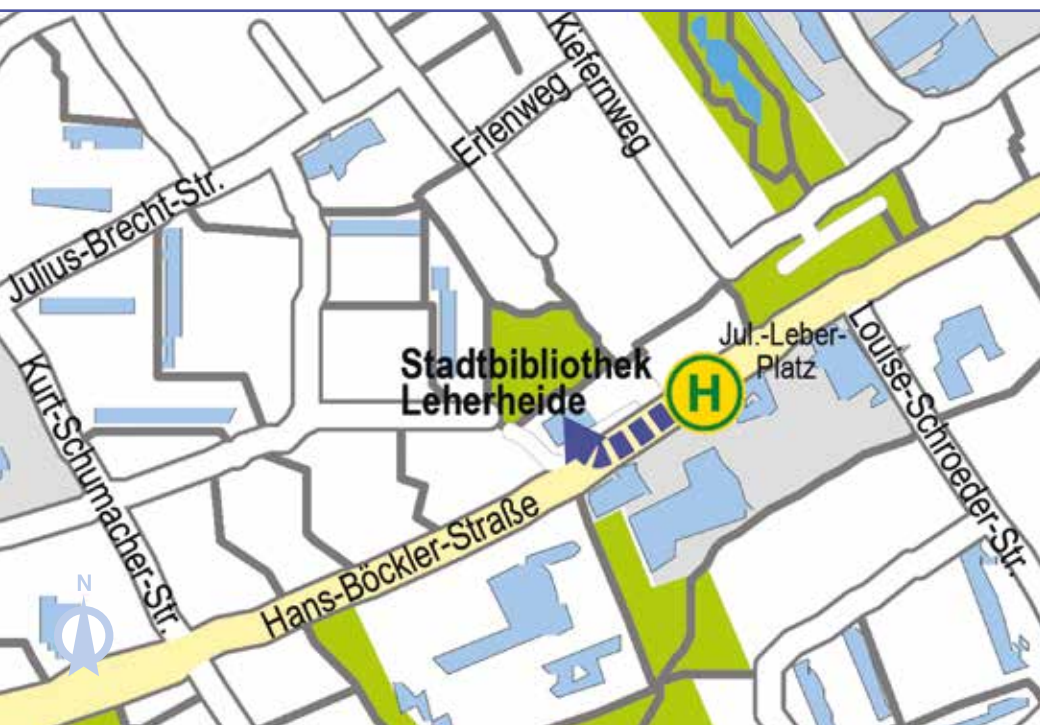 Kiefernweg
Erlenweg
Julius-Brecht-Str.
Louise-Schroeder-Str.
Jul.-Leber-
Platz
Stadtbibliothek
Leherheide
H
Kurt-Schumacher-Str.
Hans-Böckler-Straße
N